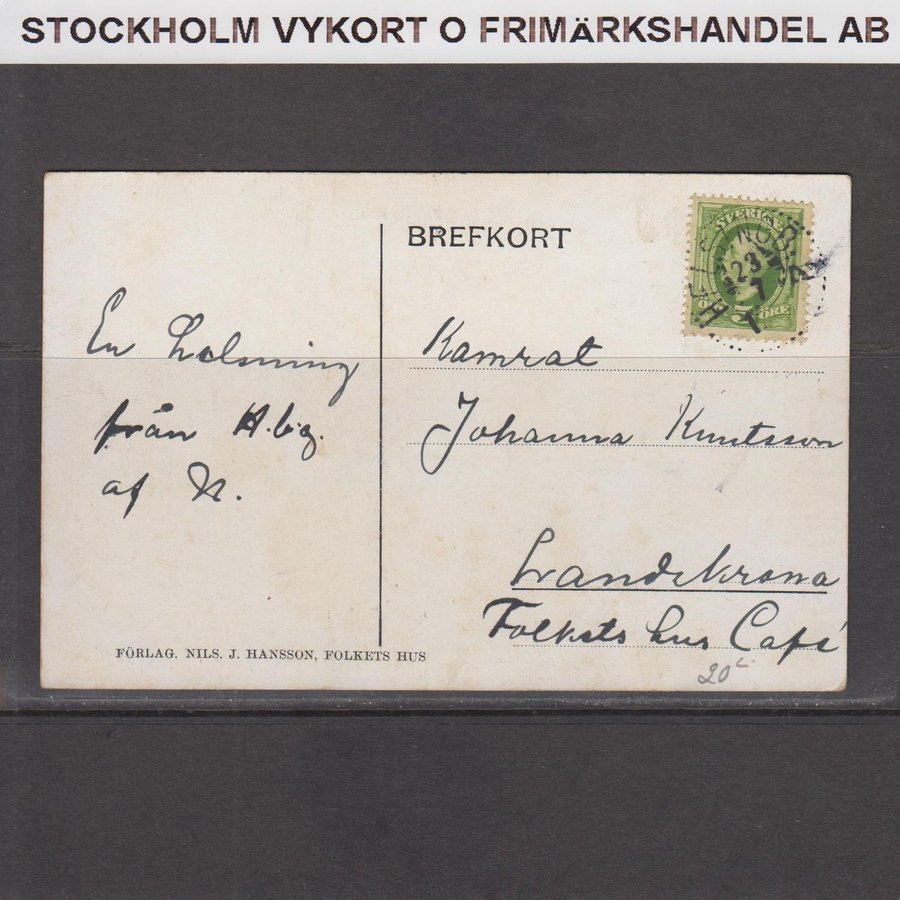 STOCKHOLM VYKORT O FRIMÄRKSHANDEL AB
BREFKORT
SVERIGE
5 ÖRE
En helsning
från H.b.g.
af N.
Kamrat
Johanna Knutsson
Landskrona
Folkets hus Café
FÖRLAG. NILS. J. HANSSON, FOLKETS HUS
20